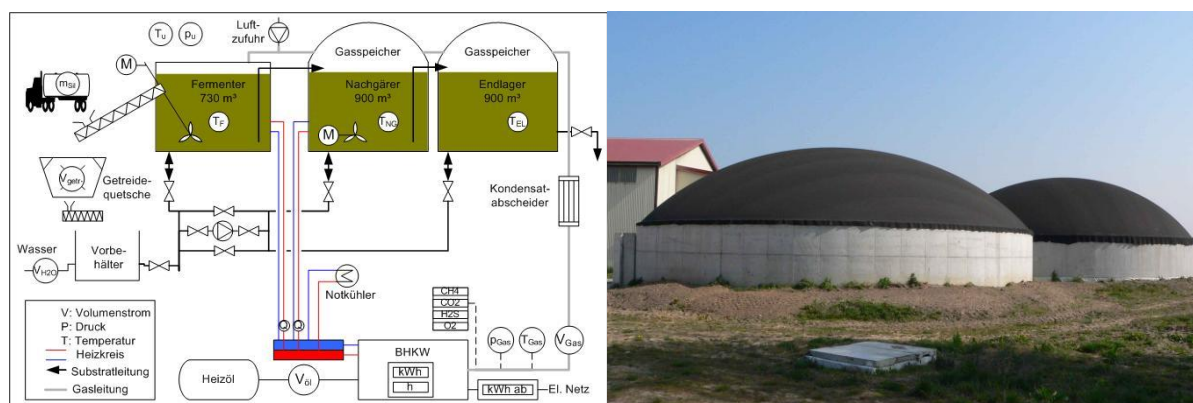 Tu
pu
Luft-
zufuhr
M
Gasspeicher
Gasspeicher
mSil
Fermenter
730 m³
TF
Nachgärer
900 m³
M
TNG
Endlager
900 m³
TEL
Vgetr.
Getreide-
quetsche
Kondensat-
abscheider
Wasser
VH2O
Vorbe-
hälter
Notkühler
CH4
CO2
H2S
O2
V: Volumenstrom
P: Druck
T: Temperatur
Heizkreis
Substratleitung
Gasleitung
pGas
TGas
VGas
BHKW
kWh
h
Heizöl
Völ
kWh ab
El. Netz